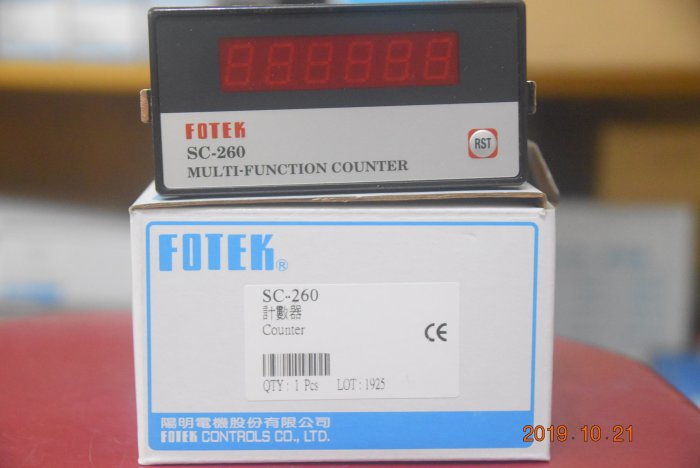 FOTEK
SC-260
MULTI-FUNCTION COUNTER
RST
FOTEK®
SC-260
計數器
Counter
CE
QTY : 1 Pcs LOT : 1925
陽明電機股份有限公司
FOTEK CONTROLS CO., LTD.
2019.10.21